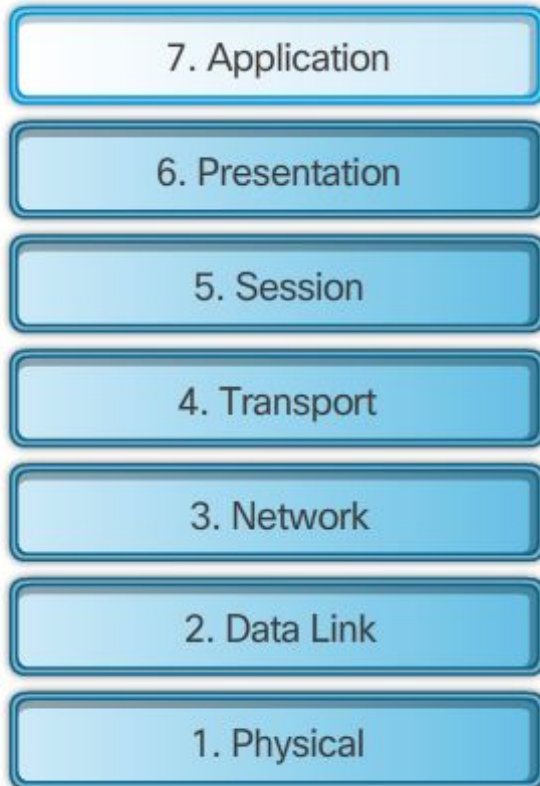 7. Application
6. Presentation
5. Session
4. Transport
3. Network
2. Data Link
1. Physical